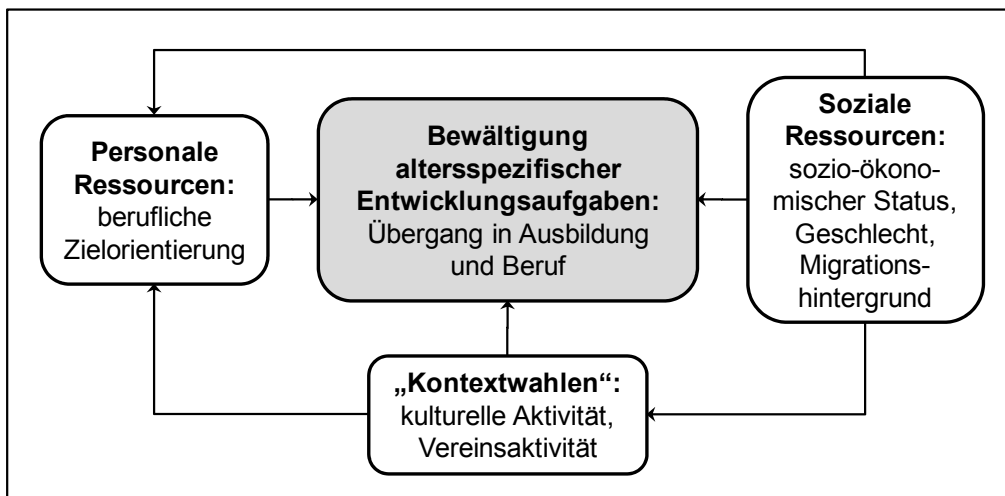 Personale
Ressourcen:
berufliche
Zielorientierung
Bewältigung
altersspezifischer
Entwicklungsaufgaben:
Übergang in Ausbildung
und Beruf
Soziale
Ressourcen:
sozio-ökono-
mischer Status,
Geschlecht,
Migrations-
hintergrund
„Kontextwahlen“:
kulturelle Aktivität,
Vereinsaktivität